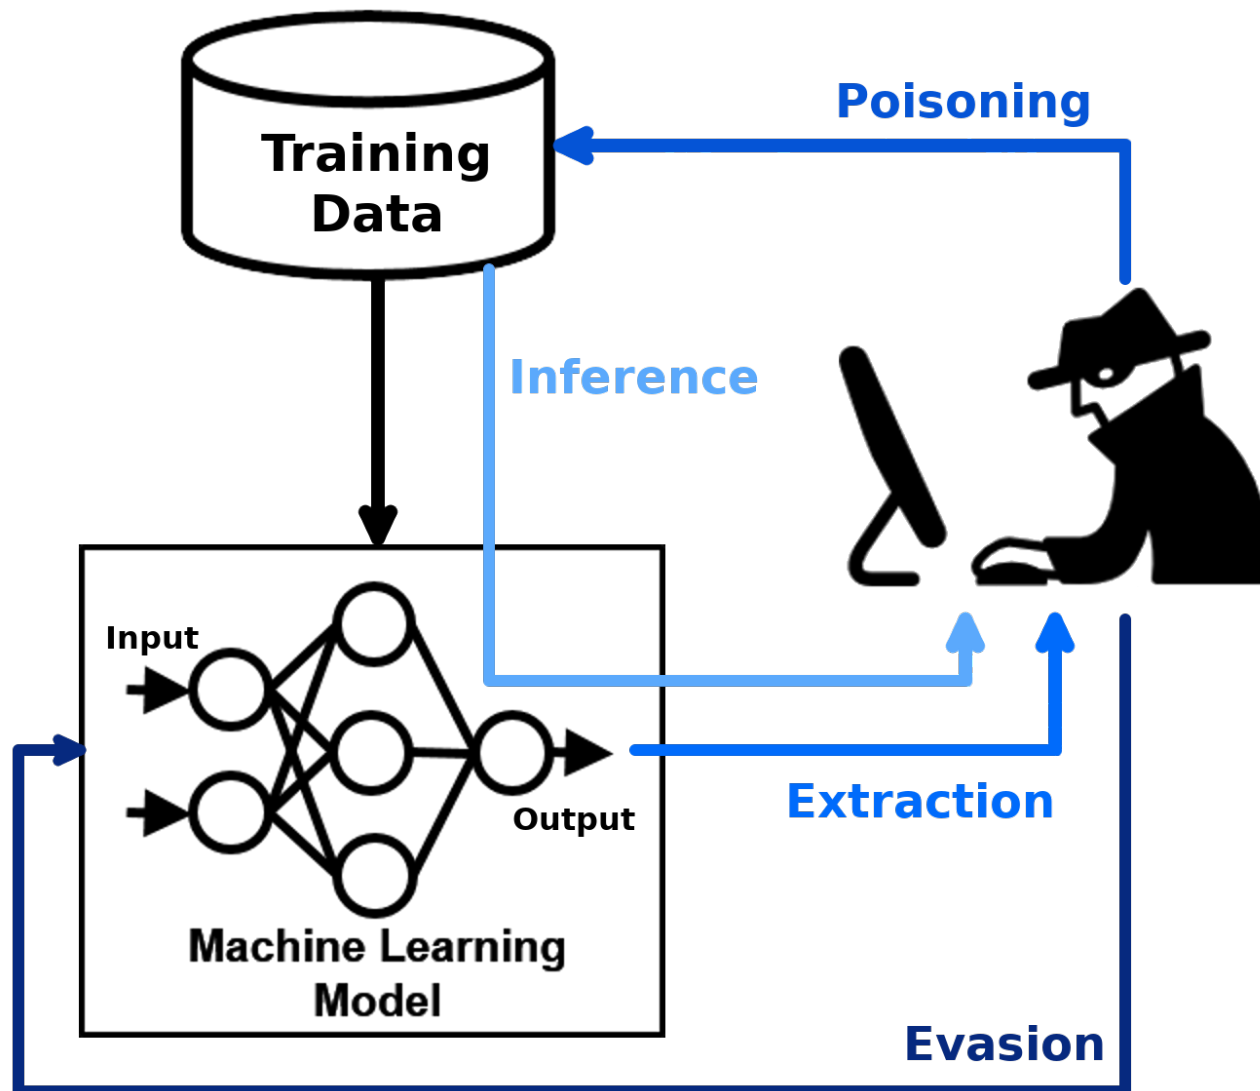 Training
Data
Poisoning
Inference
Input
Output
Extraction
Machine Learning
Model
Evasion